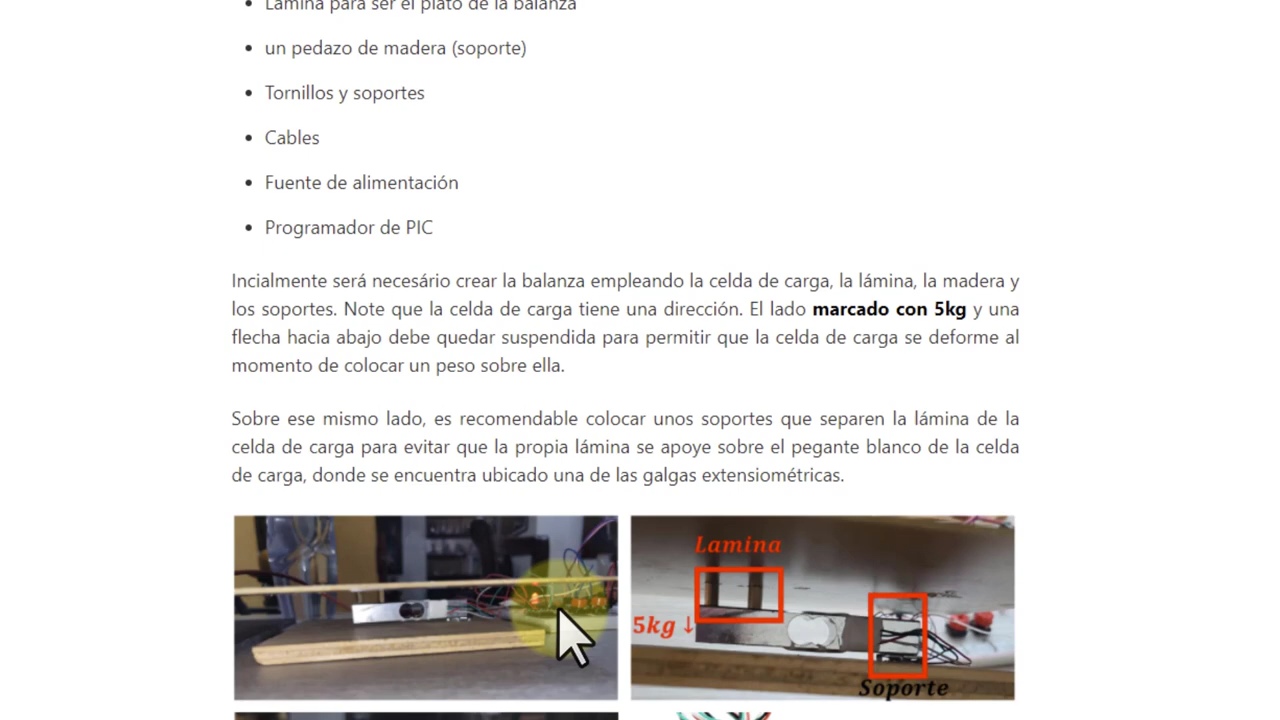 Lámina para ser el plato de la balanza
un pedazo de madera (soporte)
Tornillos y soportes
Cables
Fuente de alimentación
Programador de PIC
Incialmente será necesário crear la balanza empleando la celda de carga, la lámina, la madera y
los soportes. Note que la celda de carga tiene una dirección. El lado marcado con 5kg y una
flecha hacia abajo debe quedar suspendida para permitir que la celda de carga se deforme al
momento de colocar un peso sobre ella.
Sobre ese mismo lado, es recomendable colocar unos soportes que separen la lámina de la
celda de carga para evitar que la propia lámina se apoye sobre el pegante blanco de la celda
de carga, donde se encuentra ubicado una de las galgas extensiométricas.
Lamina
5kg ↓
Soporte